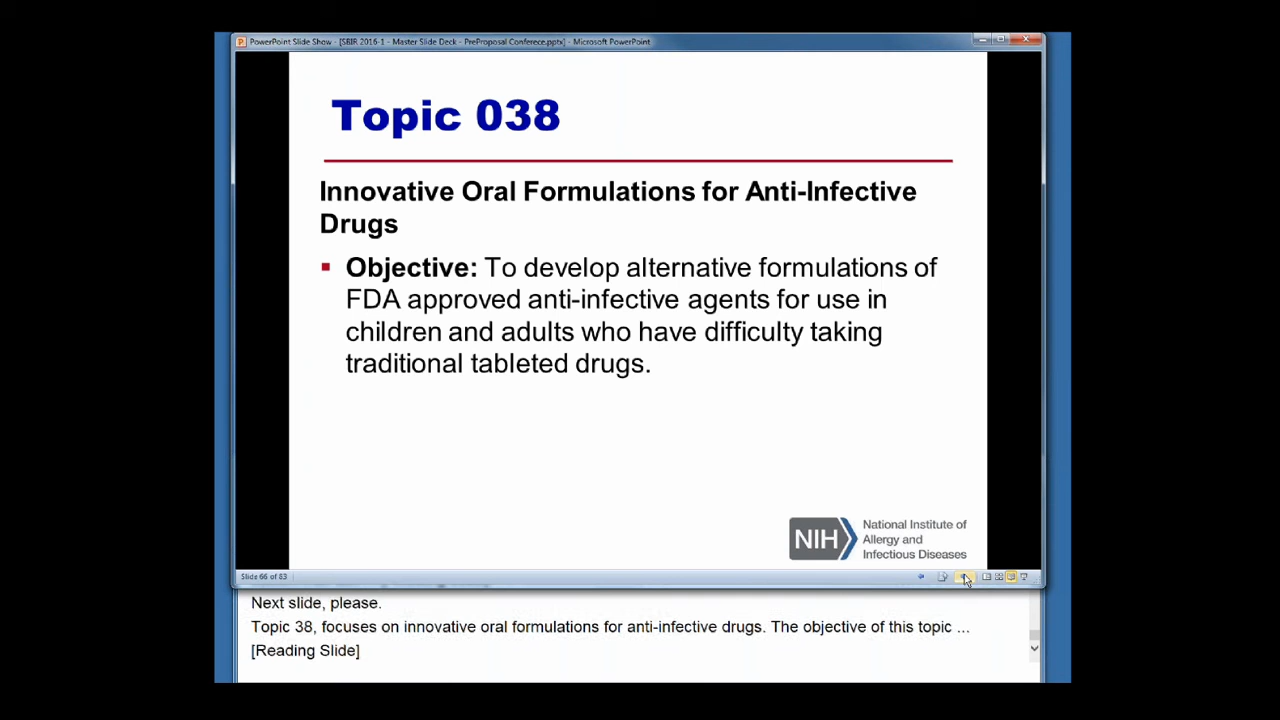 PowerPoint Slide Show - [SBIR 2016-1 - Master Slide Deck - PreProposal Conferece.pptx] - Microsoft PowerPoint
Topic 038
Innovative Oral Formulations for Anti-Infective
Drugs
Objective: To develop alternative formulations of
FDA approved anti-infective agents for use in
children and adults who have difficulty taking
traditional tableted drugs.
NIH
National Institute of
Allergy and
Infectious Diseases
Slide 66 of 83
Next slide, please.
Topic 38, focuses on innovative oral formulations for anti-infective drugs. The objective of this topic ...
[Reading Slide]